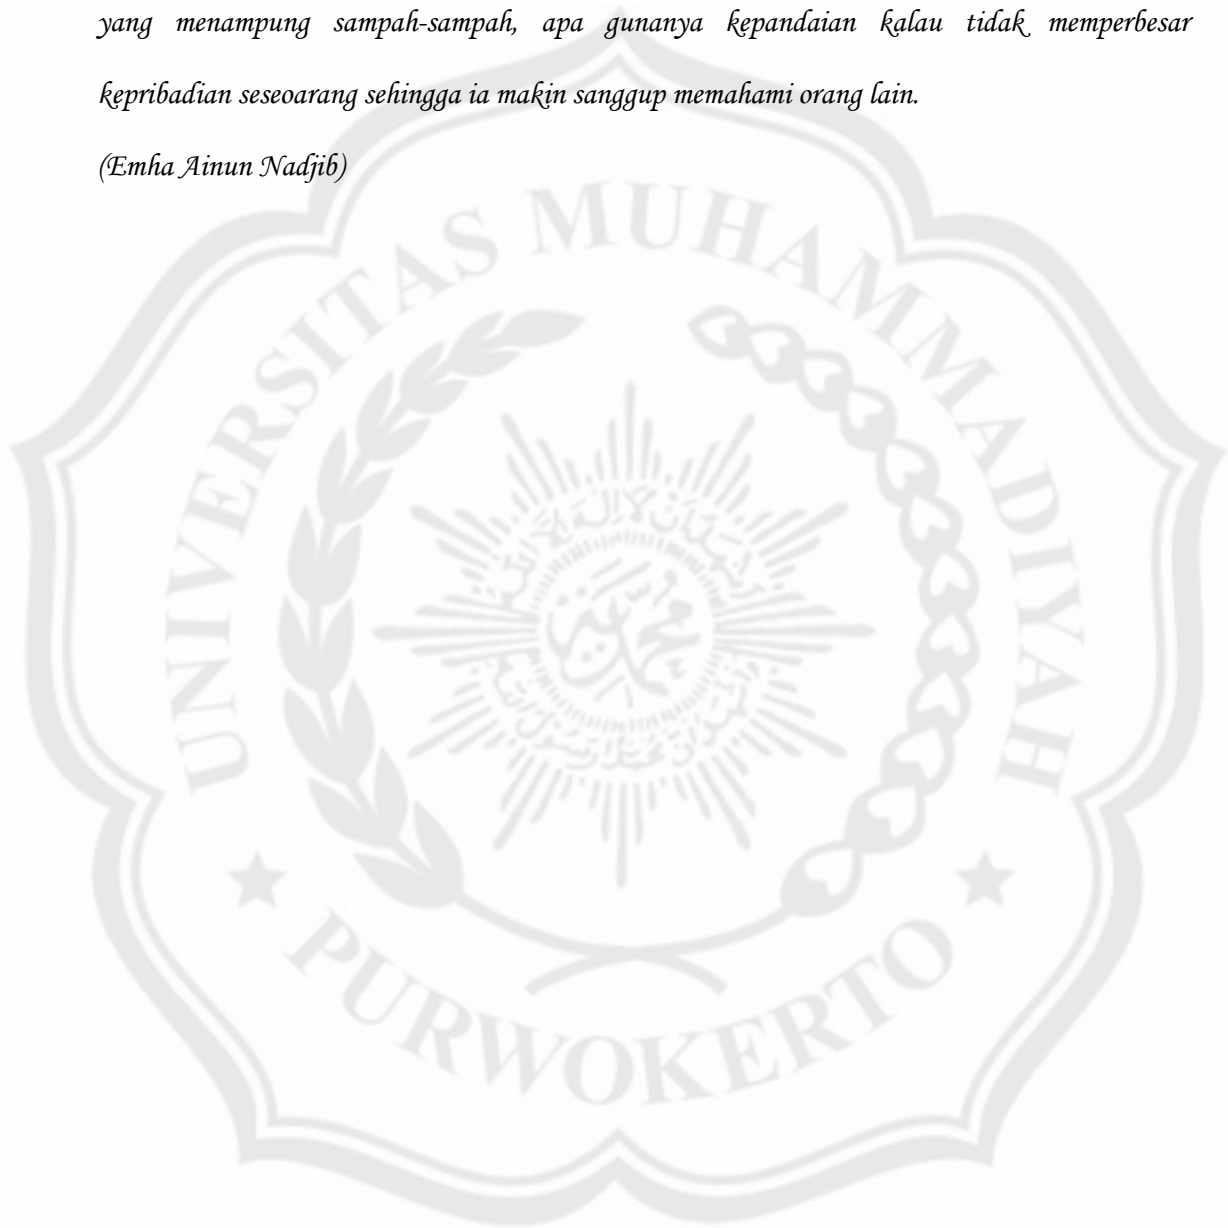 yang menampung sampah-sampah, apa gunanya kepandaian kalau tidak memperbesar
kepribadian seseoarang sehingga ia makin sanggup memahami orang lain.
(Emha Ainun Nadjib)
UNIVERSITAS MUHAMMADIYAH
PURWOKERTO